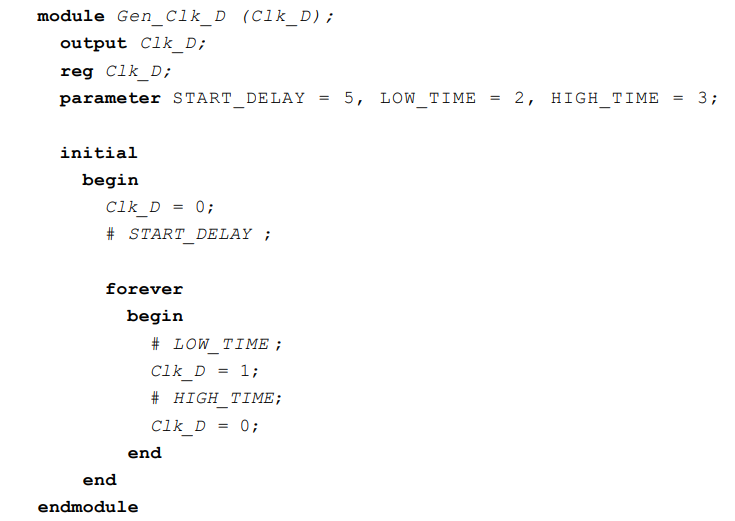 module Gen_Clk_D (Clk_D);
output Clk_D;
reg Clk_D;
parameter START_DELAY = 5, LOW_TIME = 2, HIGH_TIME = 3;
initial
begin
Clk_D = 0;
# START_DELAY ;
forever
begin
# LOW_TIME ;
Clk_D = 1;
# HIGH_TIME;
Clk_D = 0;
end
end
endmodule